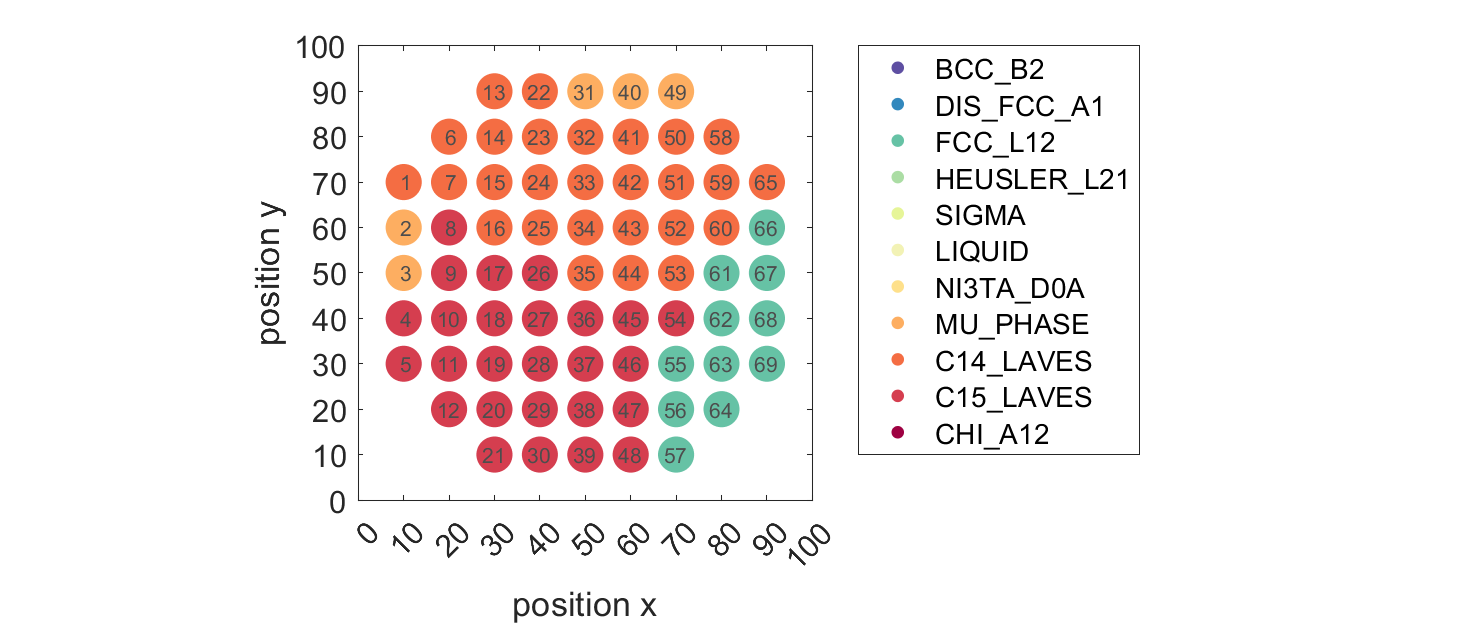 100
90 13 22 31 40 49
80 6 14 23 32 41 50 58
70 1 7 15 24 33 42 51 59 65
60 2 8 16 25 34 43 52 60 66
50 3 9 17 26 35 44 53 61 67
40 4 10 18 27 36 45 54 62 68
30 5 11 19 28 37 46 55 63 69
20 12 20 29 38 47 56 64
10 21 30 39 48 57
0
0 10 20 30 40 50 60 70 80 90 100
position x
position y
BCC_B2
DIS_FCC_A1
FCC_L12
HEUSLER_L21
SIGMA
LIQUID
NI3TA_D0A
MU_PHASE
C14_LAVES
C15_LAVES
CHI_A12